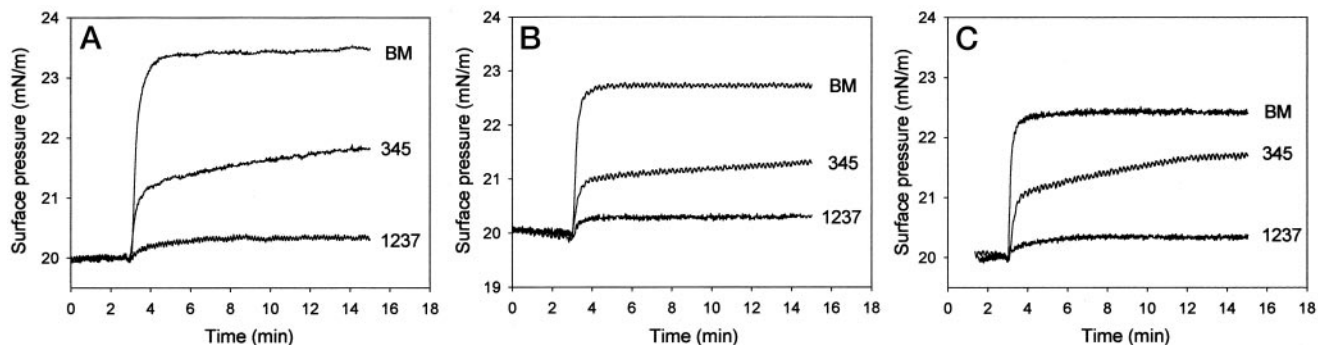 A
Surface pressure (mN/m)
24
23
22
21
20
BM
345
1237
0 2 4 6 8 10 12 14 16 18
Time (min)
B
Surface pressure (mN/m)
24
23
22
21
20
19
BM
345
1237
0 2 4 6 8 10 12 14 16 18
Time (min)
C
Surface pressure (mN/m)
24
23
22
21
20
BM
345
1237
2 4 6 8 10 12 14 16 18
Time (min)